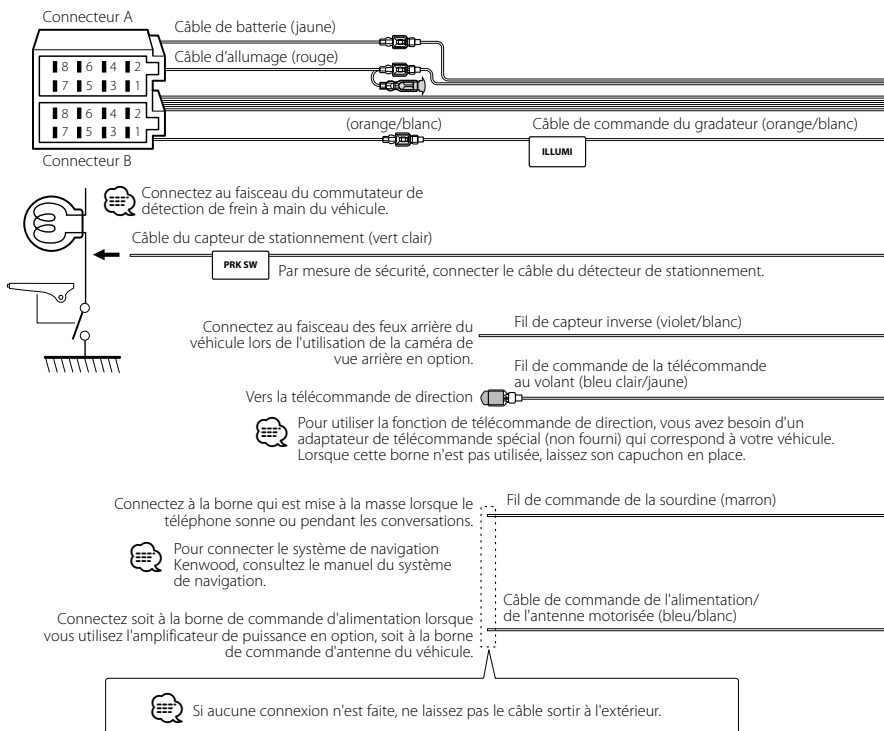 Connecteur A
Câble de batterie (jaune)
Câble d'allumage (rouge)
8 6 4 2
7 5 3 1
8 6 4 2
7 5 3 1
(orange/blanc)
Câble de commande du gradateur (orange/blanc)
ILLUMI
Connecteur B
Connectez au faisceau du commutateur de
détection de frein à main du véhicule.
Câble du capteur de stationnement (vert clair)
PRK SW
Par mesure de sécurité, connecter le câble du détecteur de stationnement.
Connectez au faisceau des feux arrière du
véhicule lors de l'utilisation de la caméra de
vue arrière en option.
Fil de capteur inverse (violet/blanc)
Fil de commande de la télécommande
au volant (bleu clair/jaune)
Vers la télécommande de direction
Pour utiliser la fonction de télécommande de direction, vous avez besoin d'un
adaptateur de télécommande spécial (non fourni) qui correspond à votre véhicule.
Lorsque cette borne n'est pas utilisée, laissez son capuchon en place.
Connectez à la borne qui est mise à la masse lorsque le
téléphone sonne ou pendant les conversations.
Fil de commande de la sourdine (marron)
Pour connecter le système de navigation
Kenwood, consultez le manuel du système
de navigation.
Câble de commande de l'alimentation/
de l'antenne motorisée (bleu/blanc)
Connectez soit à la borne de commande d'alimentation lorsque
vous utilisez l'amplificateur de puissance en option, soit à la borne
de commande d'antenne du véhicule.
Si aucune connexion n'est faite, ne laissez pas le câble sortir à l'extérieur.